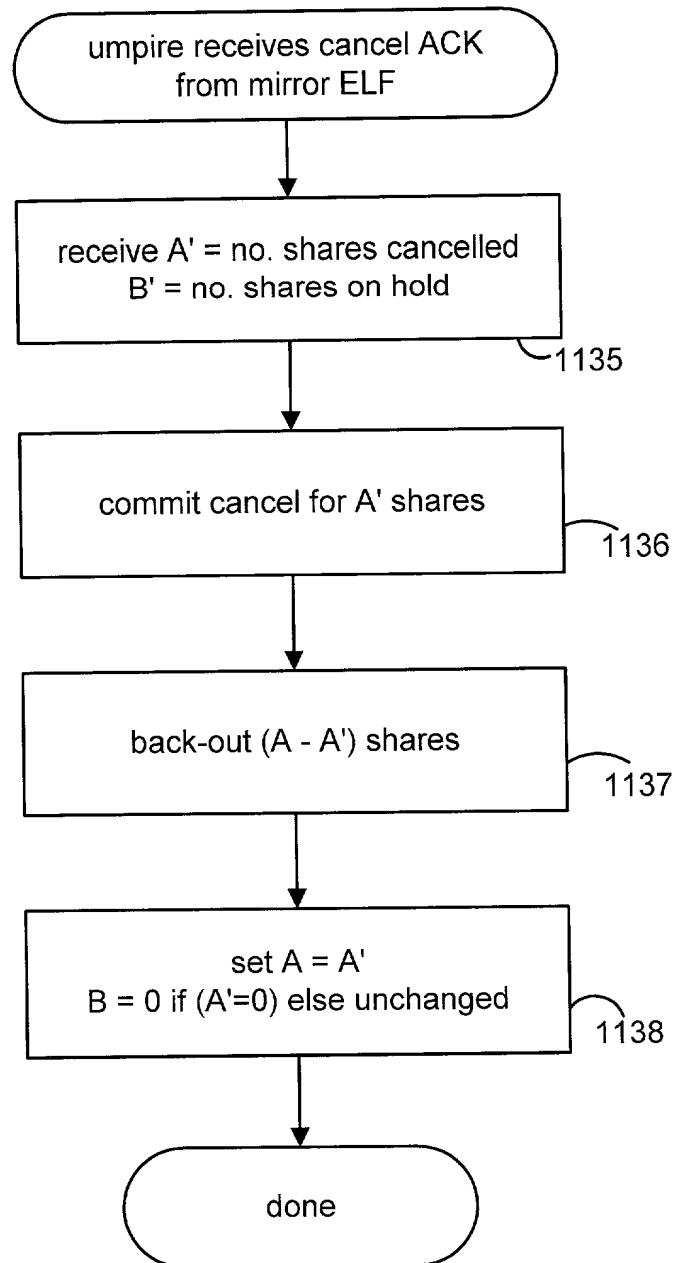 umpire receives cancel ACK
from mirror ELF
receive A' = no. shares cancelled
B' = no. shares on hold
1135
commit cancel for A' shares
1136
back-out (A - A') shares
1137
set A = A'
B = 0 if (A'=0) else unchanged
1138
done